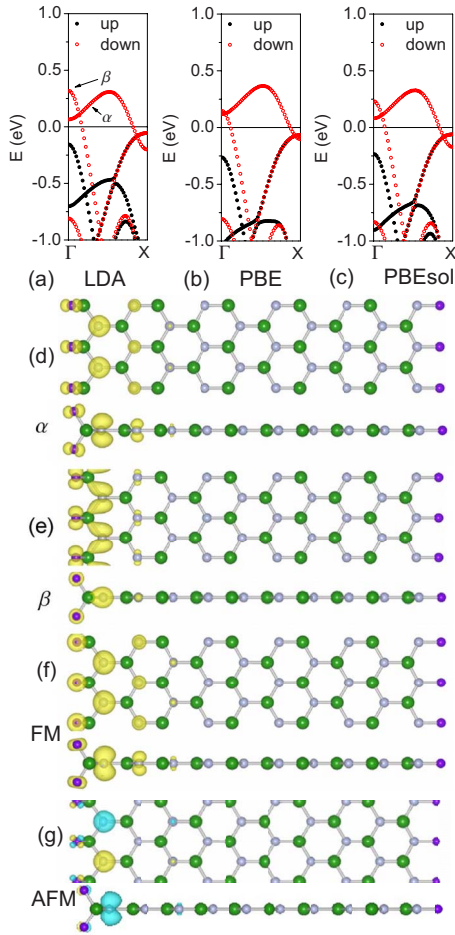 up up up
down down down
1.0 1.0 1.0
0.5 0.5 0.5
0.0 0.0 0.0
-0.5 -0.5 -0.5
-1.0 -1.0 -1.0
E (eV) E (eV) E (eV)
β
α
Γ X Γ X Γ X
(a) LDA (b) PBE (c) PBEsol
(d)
α
(e)
β
(f)
FM
(g)
AFM